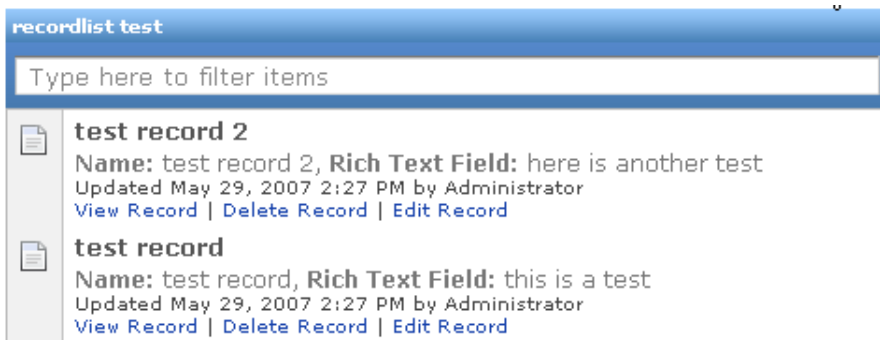 recordlist test
Type here to filter items
test record 2
Name: test record 2, Rich Text Field: here is another test
Updated May 29, 2007 2:27 PM by Administrator
View Record | Delete Record | Edit Record
test record
Name: test record, Rich Text Field: this is a test
Updated May 29, 2007 2:27 PM by Administrator
View Record | Delete Record | Edit Record